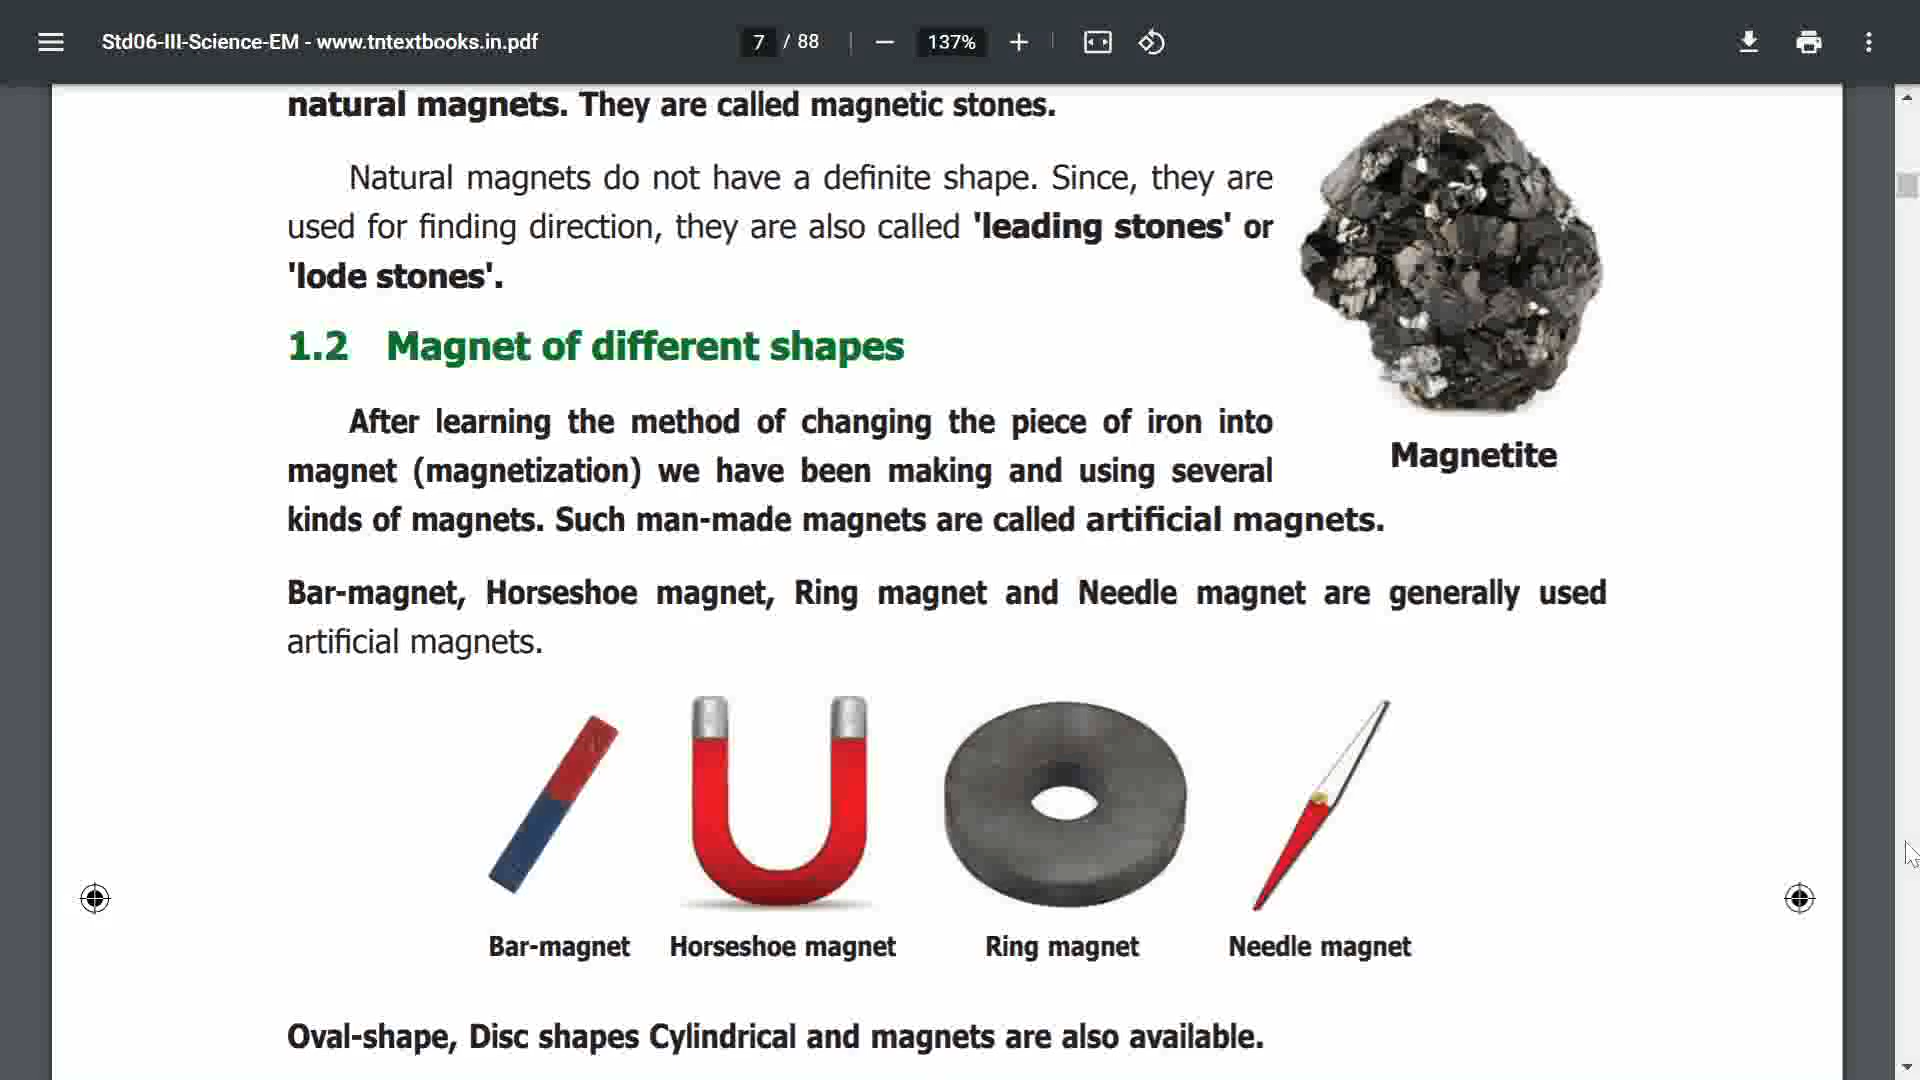 Std06-III-Science-EM - www.tntextbooks.in.pdf
7 / 88
137%
natural magnets. They are called magnetic stones.
Natural magnets do not have a definite shape. Since, they are
used for finding direction, they are also called 'leading stones' or
'lode stones'.
1.2 Magnet of different shapes
After learning the method of changing the piece of iron into
magnet (magnetization) we have been making and using several
kinds of magnets. Such man-made magnets are called artificial magnets.
Magnetite
Bar-magnet, Horseshoe magnet, Ring magnet and Needle magnet are generally used
artificial magnets.
Bar-magnet
Horseshoe magnet
Ring magnet
Needle magnet
Oval-shape, Disc shapes Cylindrical and magnets are also available.